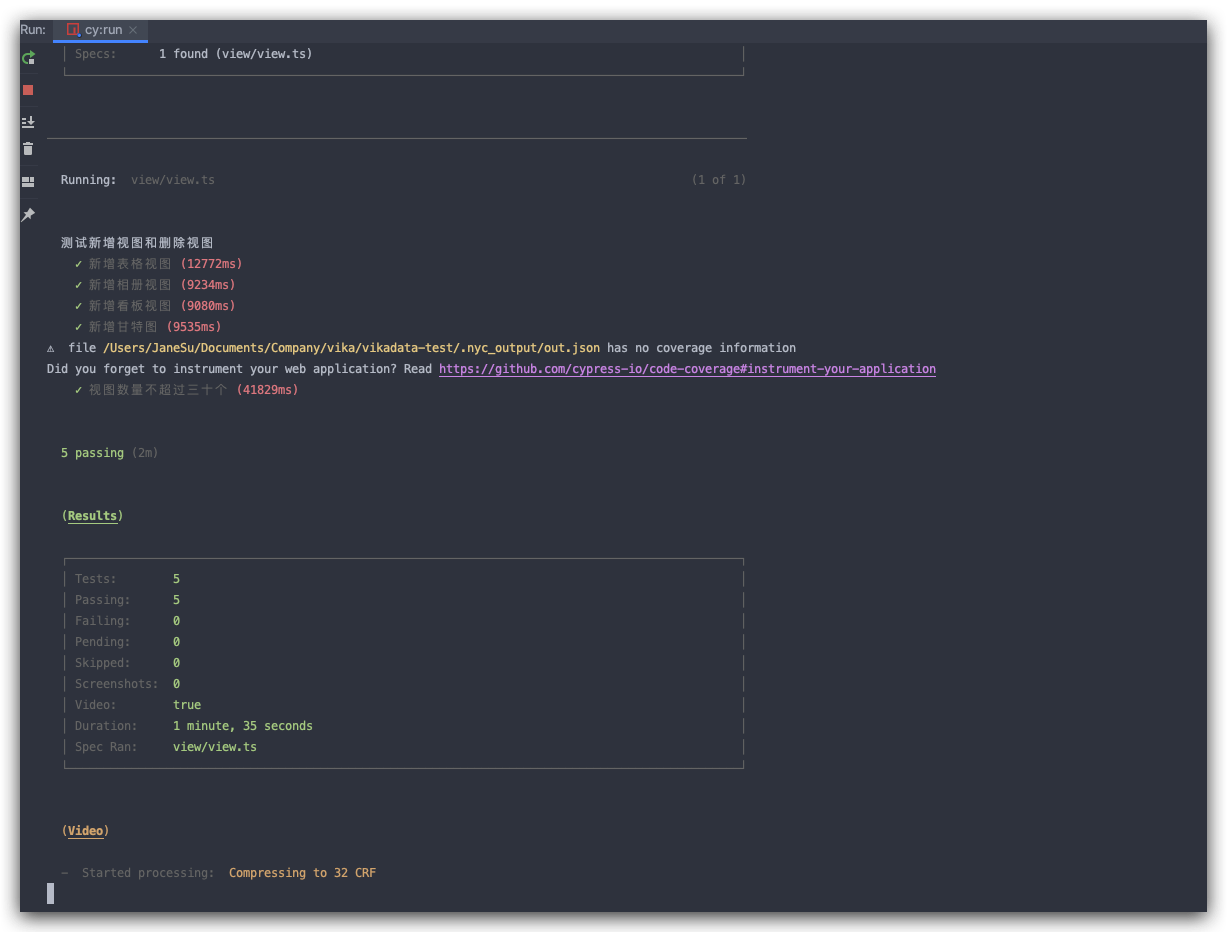 Run: cy:run ×
Specs: 1 found (view/view.ts)
Running: view/view.ts (1 of 1)
测试新增视图和删除视图
✓ 新增表格视图 (12772ms)
✓ 新增相册视图 (9234ms)
✓ 新增看板视图 (9080ms)
✓ 新增甘特图 (9535ms)
⚠ file /Users/JaneSu/Documents/Company/vika/vikadata-test/.nyc_output/out.json has no coverage information
Did you forget to instrument your web application? Read https://github.com/cypress-io/code-coverage#instrument-your-application
✓ 视图数量不超过三十个 (41829ms)
5 passing (2m)
(Results)
Tests: 5
Passing: 5
Failing: 0
Pending: 0
Skipped: 0
Screenshots: 0
Video: true
Duration: 1 minute, 35 seconds
Spec Ran: view/view.ts
(Video)
- Started processing: Compressing to 32 CRF